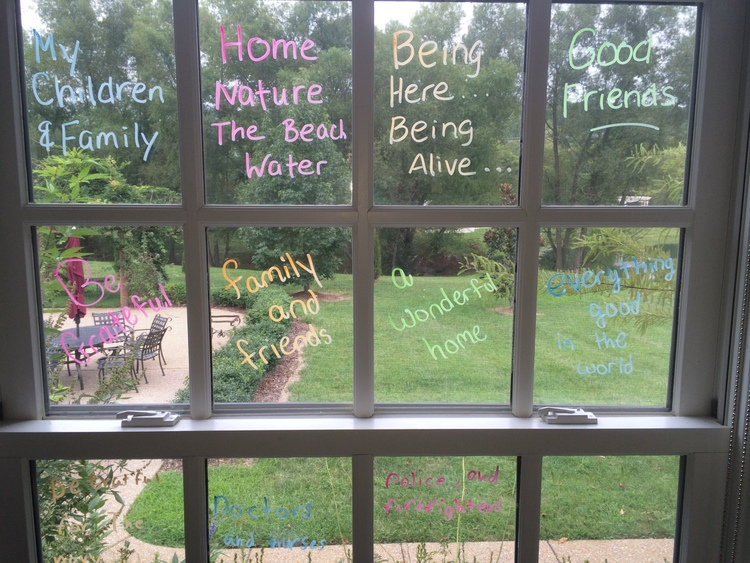 My
Children
& Family
Home
Nature
The Beach
Water
Being
Here ...
Being
Alive ...
Good
Friends
Be
Grateful
family
and
friends
a
wonderful
home
everything
good
in the
world
Doctors
and nurses
Police and
firefighters